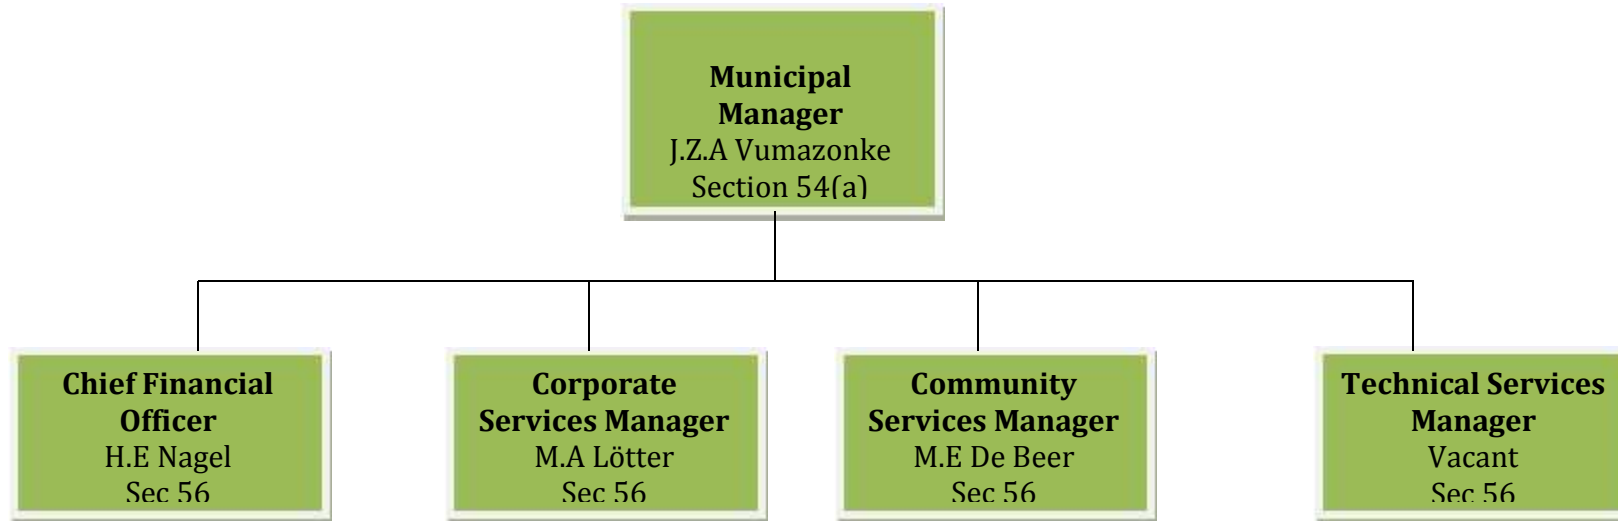 Municipal
Manager
J.Z.A Vumazonke
Section 54(a)
Chief Financial
Officer
H.E Nagel
Sec 56
Corporate
Services Manager
M.A Lötter
Sec 56
Community
Services Manager
M.E De Beer
Sec 56
Technical Services
Manager
Vacant
Sec 56